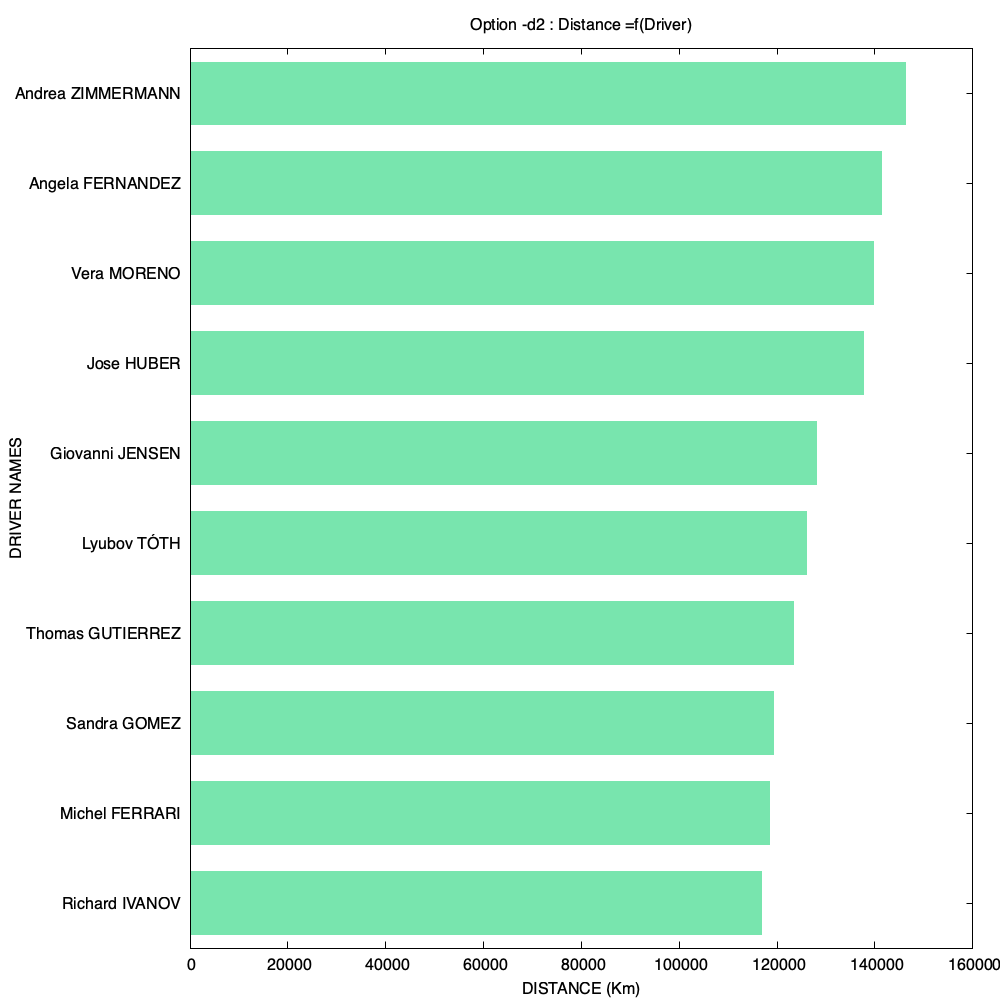 Option -d2 : Distance =f(Driver)
Andrea ZIMMERMANN
Angela FERNANDEZ
Vera MORENO
Jose HUBER
Giovanni JENSEN
Lyubov TÓTH
Thomas GUTIERREZ
Sandra GOMEZ
Michel FERRARI
Richard IVANOV
DRIVER NAMES
0 20000 40000 60000 80000 100000 120000 140000 160000
DISTANCE (Km)